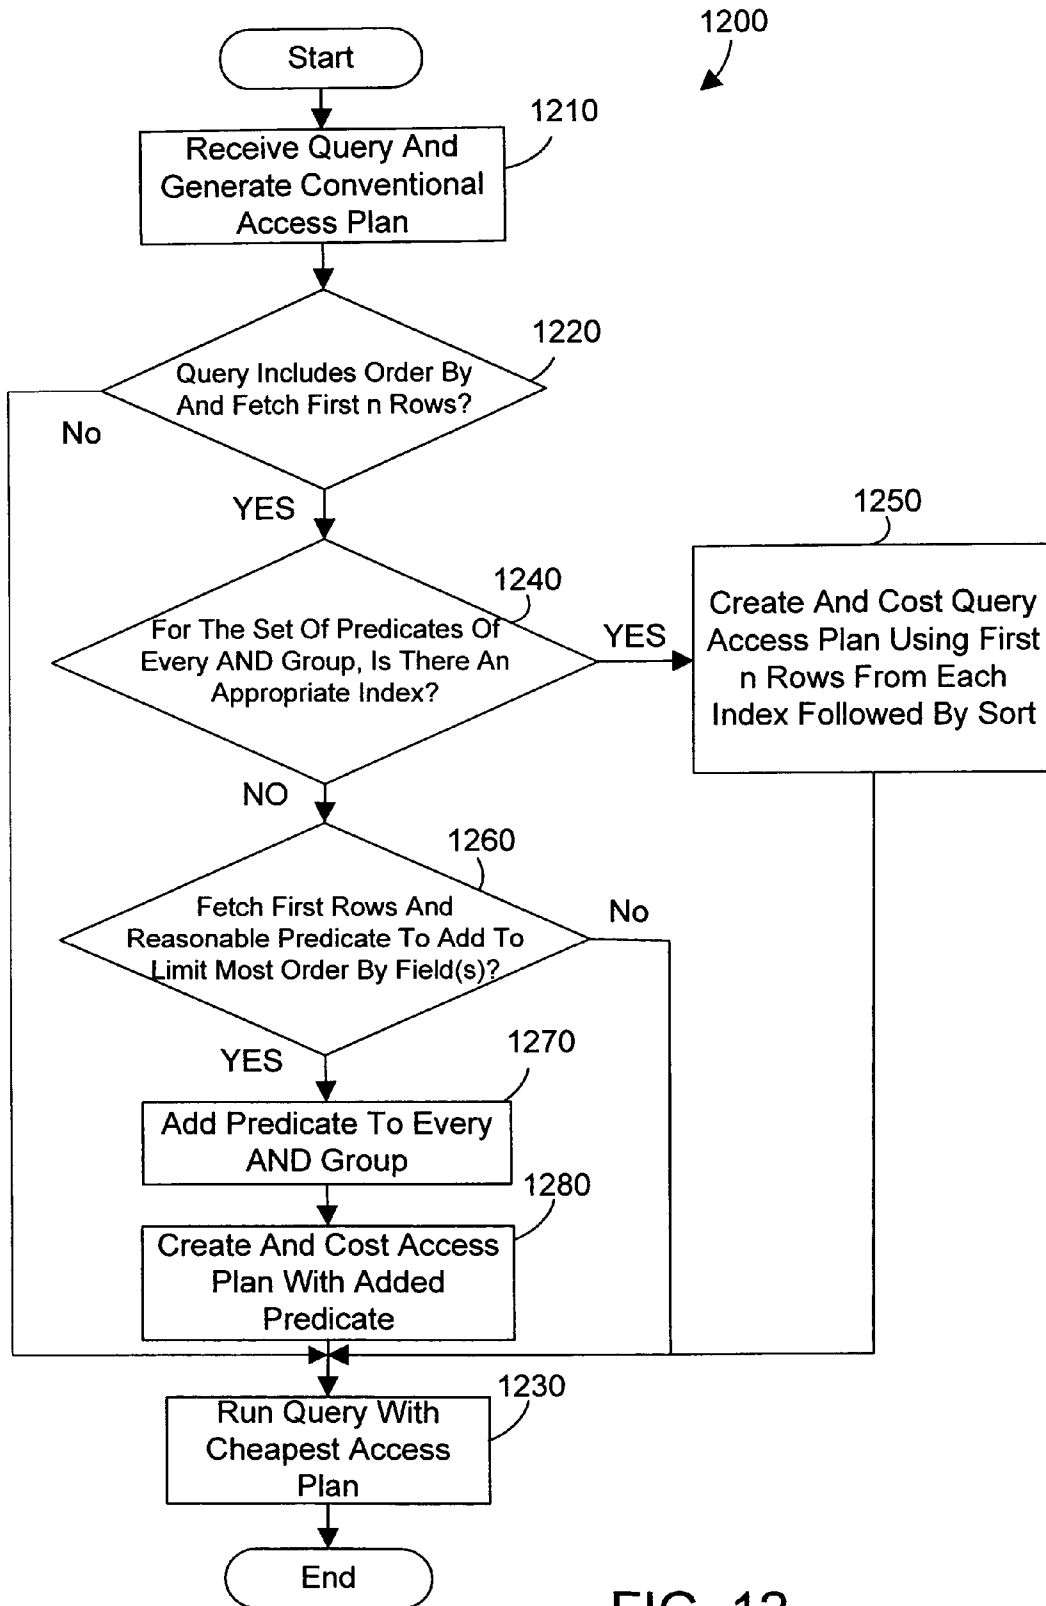 1200
Start
1210
Receive Query And
Generate Conventional
Access Plan
1220
Query Includes Order By
And Fetch First n Rows?
No
YES
1250
1240
For The Set Of Predicates Of
Every AND Group, Is There An
Appropriate Index?
YES
Create And Cost Query
Access Plan Using First
n Rows From Each
Index Followed By Sort
NO
1260
Fetch First Rows And
Reasonable Predicate To Add To
Limit Most Order By Field(s)?
No
YES
1270
Add Predicate To Every
AND Group
1280
Create And Cost Access
Plan With Added
Predicate
1230
Run Query With
Cheapest Access
Plan
End
FIG. 12